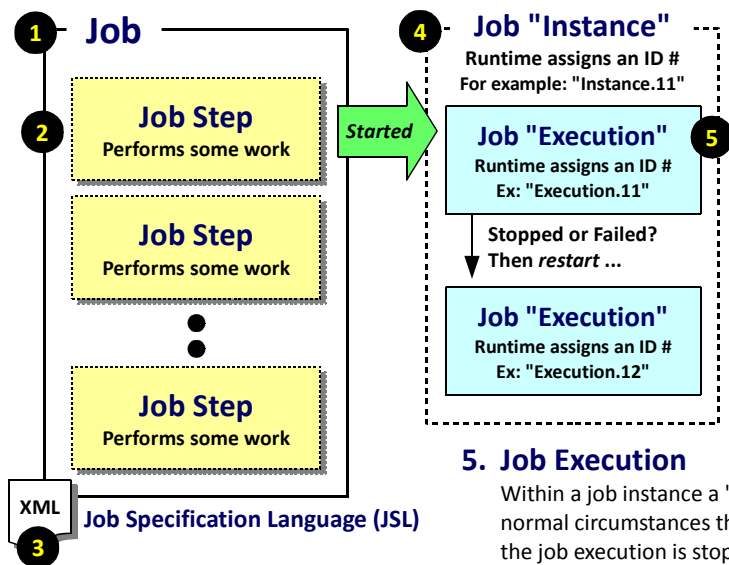 1
Job
2
Job Step
Performs some work
Job Step
Performs some work
Job Step
Performs some work
XML
3
Job Specification Language (JSL)
Started
4
Job "Instance"
Runtime assigns an ID #
For example: "Instance.11"
5
Job "Execution"
Runtime assigns an ID #
Ex: "Execution.11"
Stopped or Failed?
Then restart ...
Job "Execution"
Runtime assigns an ID #
Ex: "Execution.12"
5. Job Execution
Within a job instance a "
normal circumstances th
the job execution is stop